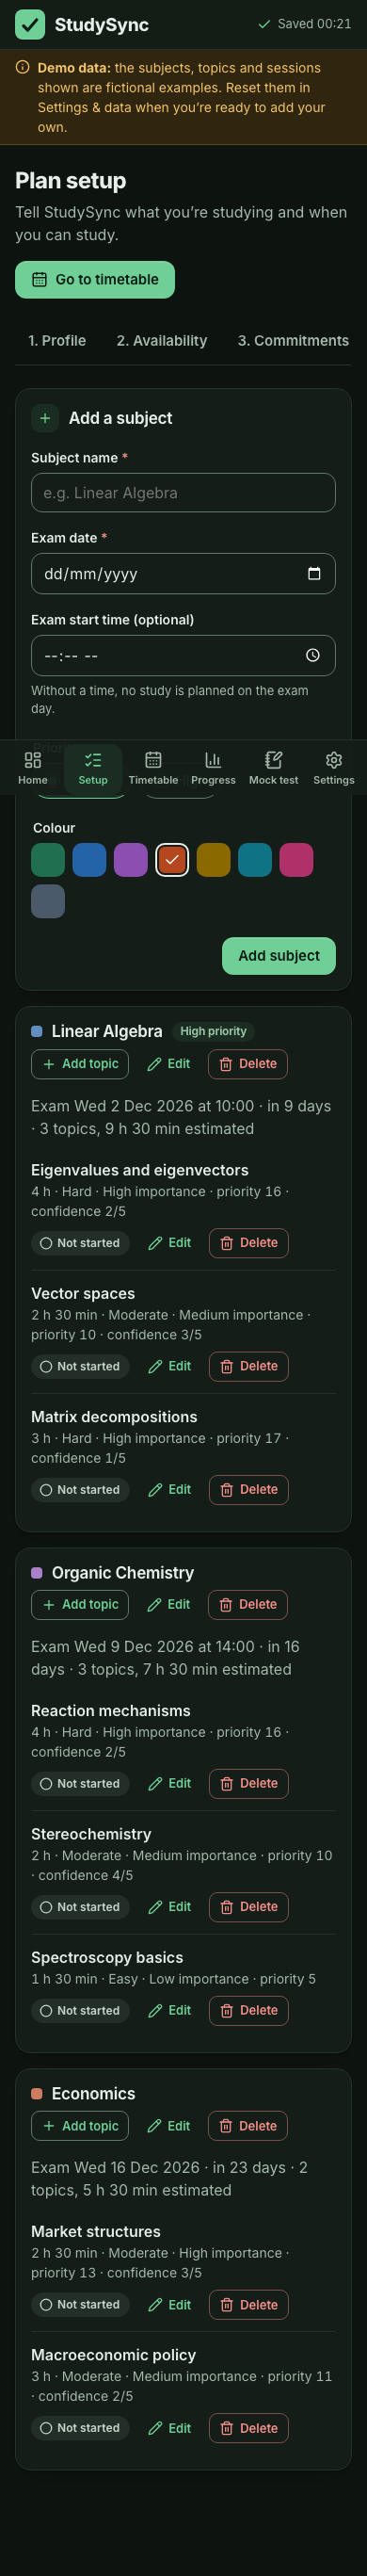 StudySync
Saved 00:21
Demo data: the subjects, topics and sessions
shown are fictional examples. Reset them in
Settings & data when you’re ready to add your
own.
Plan setup
Tell StudySync what you’re studying and when
you can study.
Go to timetable
1. Profile
2. Availability
3. Commitments
Add a subject
Subject name *
e.g. Linear Algebra
Exam date *
dd/mm/yyyy
Exam start time (optional)
--:-- --
Without a time, no study is planned on the exam
day.
Home
Setup
Timetable
Progress
Mock test
Settings
Colour
Add subject
Linear Algebra
High priority
Add topic
Edit
Delete
Exam Wed 2 Dec 2026 at 10:00 · in 9 days
· 3 topics, 9 h 30 min estimated
Eigenvalues and eigenvectors
4 h · Hard · High importance · priority 16 ·
confidence 2/5
Not started
Edit
Delete
Vector spaces
2 h 30 min · Moderate · Medium importance ·
priority 10 · confidence 3/5
Not started
Edit
Delete
Matrix decompositions
3 h · Hard · High importance · priority 17 ·
confidence 1/5
Not started
Edit
Delete
Organic Chemistry
Add topic
Edit
Delete
Exam Wed 9 Dec 2026 at 14:00 · in 16
days · 3 topics, 7 h 30 min estimated
Reaction mechanisms
4 h · Hard · High importance · priority 16 ·
confidence 2/5
Not started
Edit
Delete
Stereochemistry
2 h · Moderate · Medium importance · priority 10
· confidence 4/5
Not started
Edit
Delete
Spectroscopy basics
1 h 30 min · Easy · Low importance · priority 5
Not started
Edit
Delete
Economics
Add topic
Edit
Delete
Exam Wed 16 Dec 2026 · in 23 days · 2
topics, 5 h 30 min estimated
Market structures
2 h 30 min · Moderate · High importance ·
priority 13 · confidence 3/5
Not started
Edit
Delete
Macroeconomic policy
3 h · Moderate · Medium importance · priority 11
· confidence 2/5
Not started
Edit
Delete